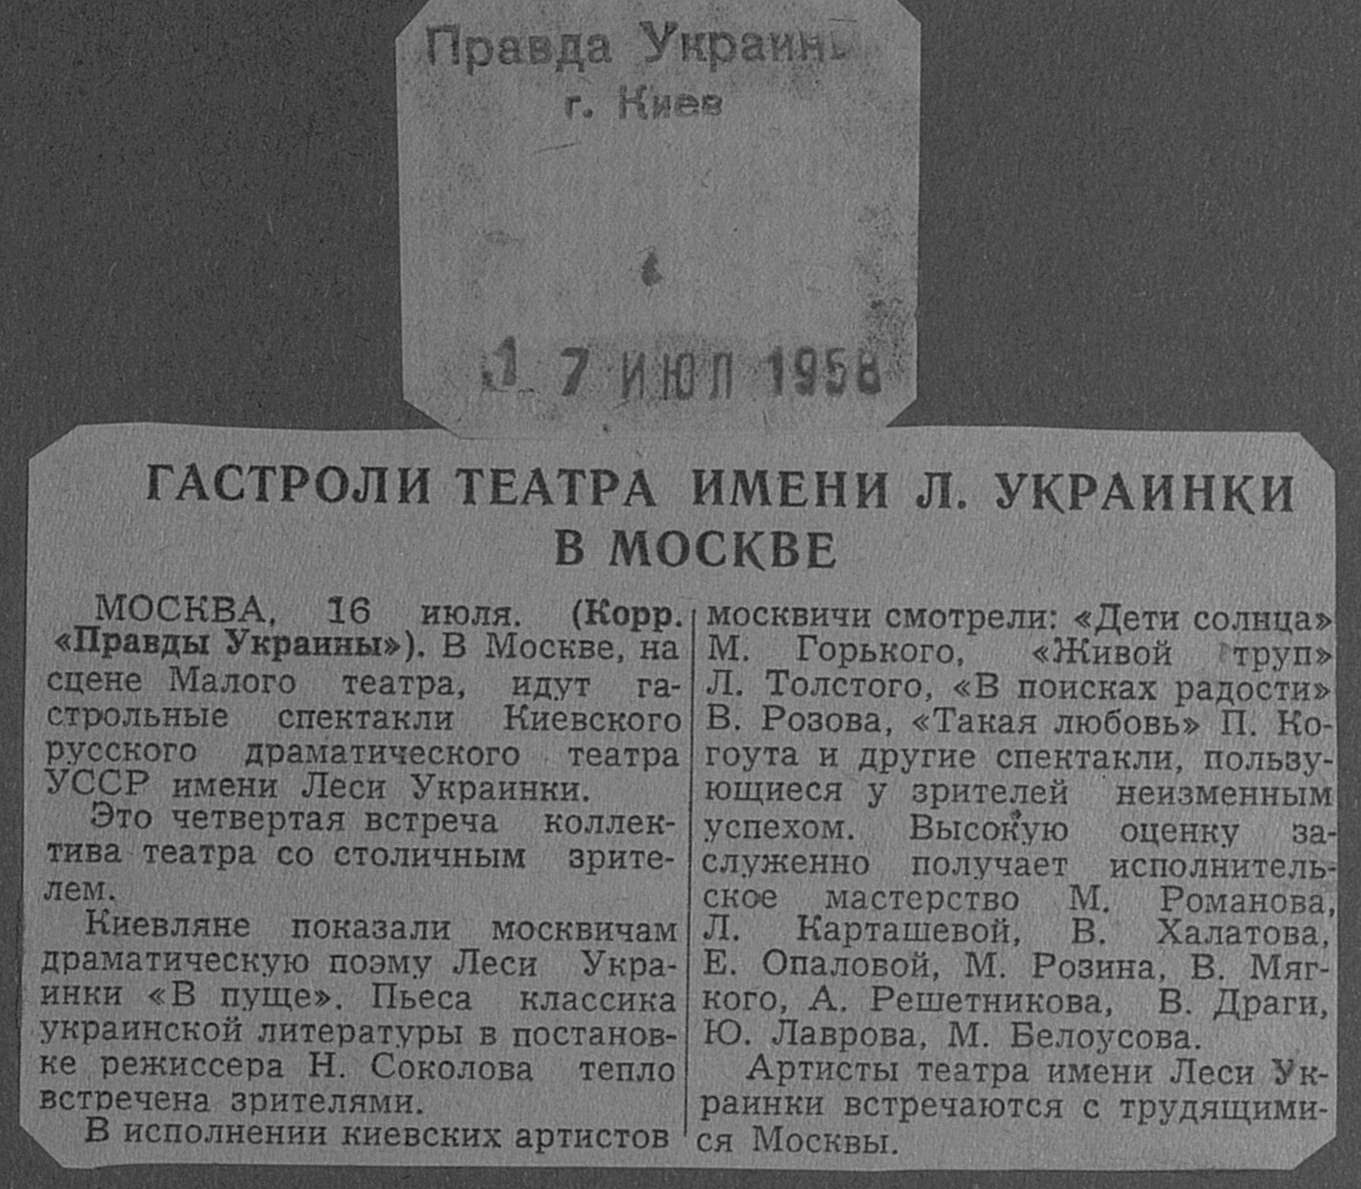 Правда Украины
г. Киев
17 ИЮЛ 1958
ГАСТРОЛИ ТЕАТРА ИМЕНИ Л. УКРАИНКИ
В МОСКВЕ
МОСКВА, 16 июля. (Корр.
«Правды Украины»). В Москве, на
сцене Малого театра, идут га-
строльные спектакли Киевского
русского драматического театра
УССР имени Леси Украинки.
Это четвертая встреча коллек-
тива театра со столичным зрите-
лем.
Киевляне показали москвичам
драматическую поэму Леси Укра-
инки «В пуще». Пьеса классика
украинской литературы в постанов-
ке режиссера Н. Соколова тепло
встречена зрителями.
В исполнении киевских артистов
москвичи смотрели: «Дети солнца»
М. Горького, «Живой труп»
Л. Толстого, «В поисках радости»
В. Розова, «Такая любовь» П. Ко-
гоута и другие спектакли, пользу-
ющиеся у зрителей неизменным
успехом. Высокую оценку за-
служенно получает исполнитель-
ское мастерство М. Романова,
Л. Карташевой, В. Халатова,
Е. Опаловой, М. Розина, В. Мяг-
кого, А. Решетникова, В. Драги,
Ю. Лаврова, М. Белоусова.
Артисты театра имени Леси Ук-
раинки встречаются с трудящими-
ся Москвы.